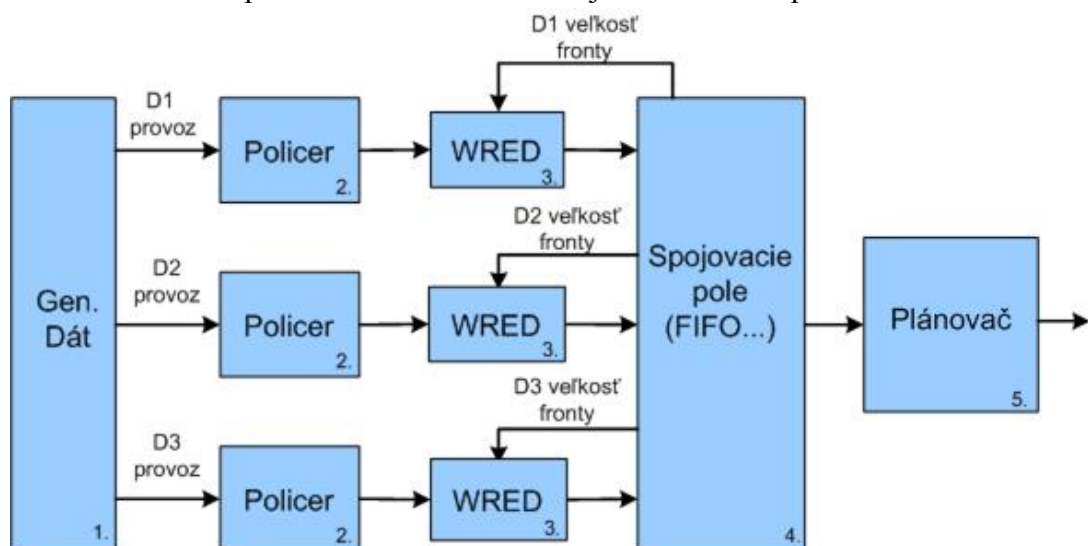 D1 veľkosť
fronty
D1
provoz
Policer
2.
WRED
3.
D2 veľkosť
fronty
Gen.
Dát
1.
D2
provoz
Policer
2.
WRED
3.
Spojovacie
pole
(FIFO...)
4.
Plánovač
5.
D3 veľkosť
fronty
D3
provoz
Policer
2.
WRED
3.